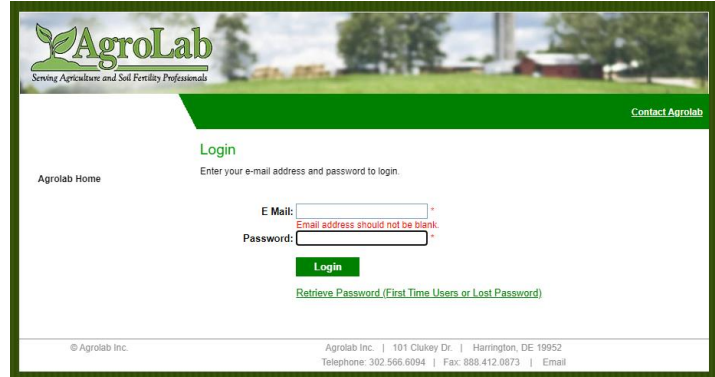 AgroLab
Serving Agriculture and Soil Fertility Professionals
Contact Agrolab
Login
Enter your e-mail address and password to login.
Agrolab Home
E Mail: *
Email address should not be blank.
Password: *
Login
Retrieve Password (First Time Users or Lost Password)
© Agrolab Inc.
Agrolab Inc. | 101 Clukey Dr. | Harrington, DE 19952
Telephone: 302.566.6094 | Fax: 888.412.0873 | Email